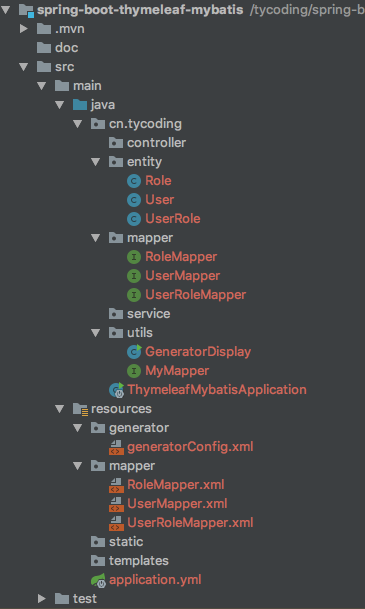 spring-boot-thymeleaf-mybatis /tycoding/spring-b
.mvn
doc
src
main
java
cn.tycoding
controller
entity
Role
User
UserRole
mapper
RoleMapper
UserMapper
UserRoleMapper
service
utils
GeneratorDisplay
MyMapper
ThymeleafMybatisApplication
resources
generator
generatorConfig.xml
mapper
RoleMapper.xml
UserMapper.xml
UserRoleMapper.xml
static
templates
application.yml
test